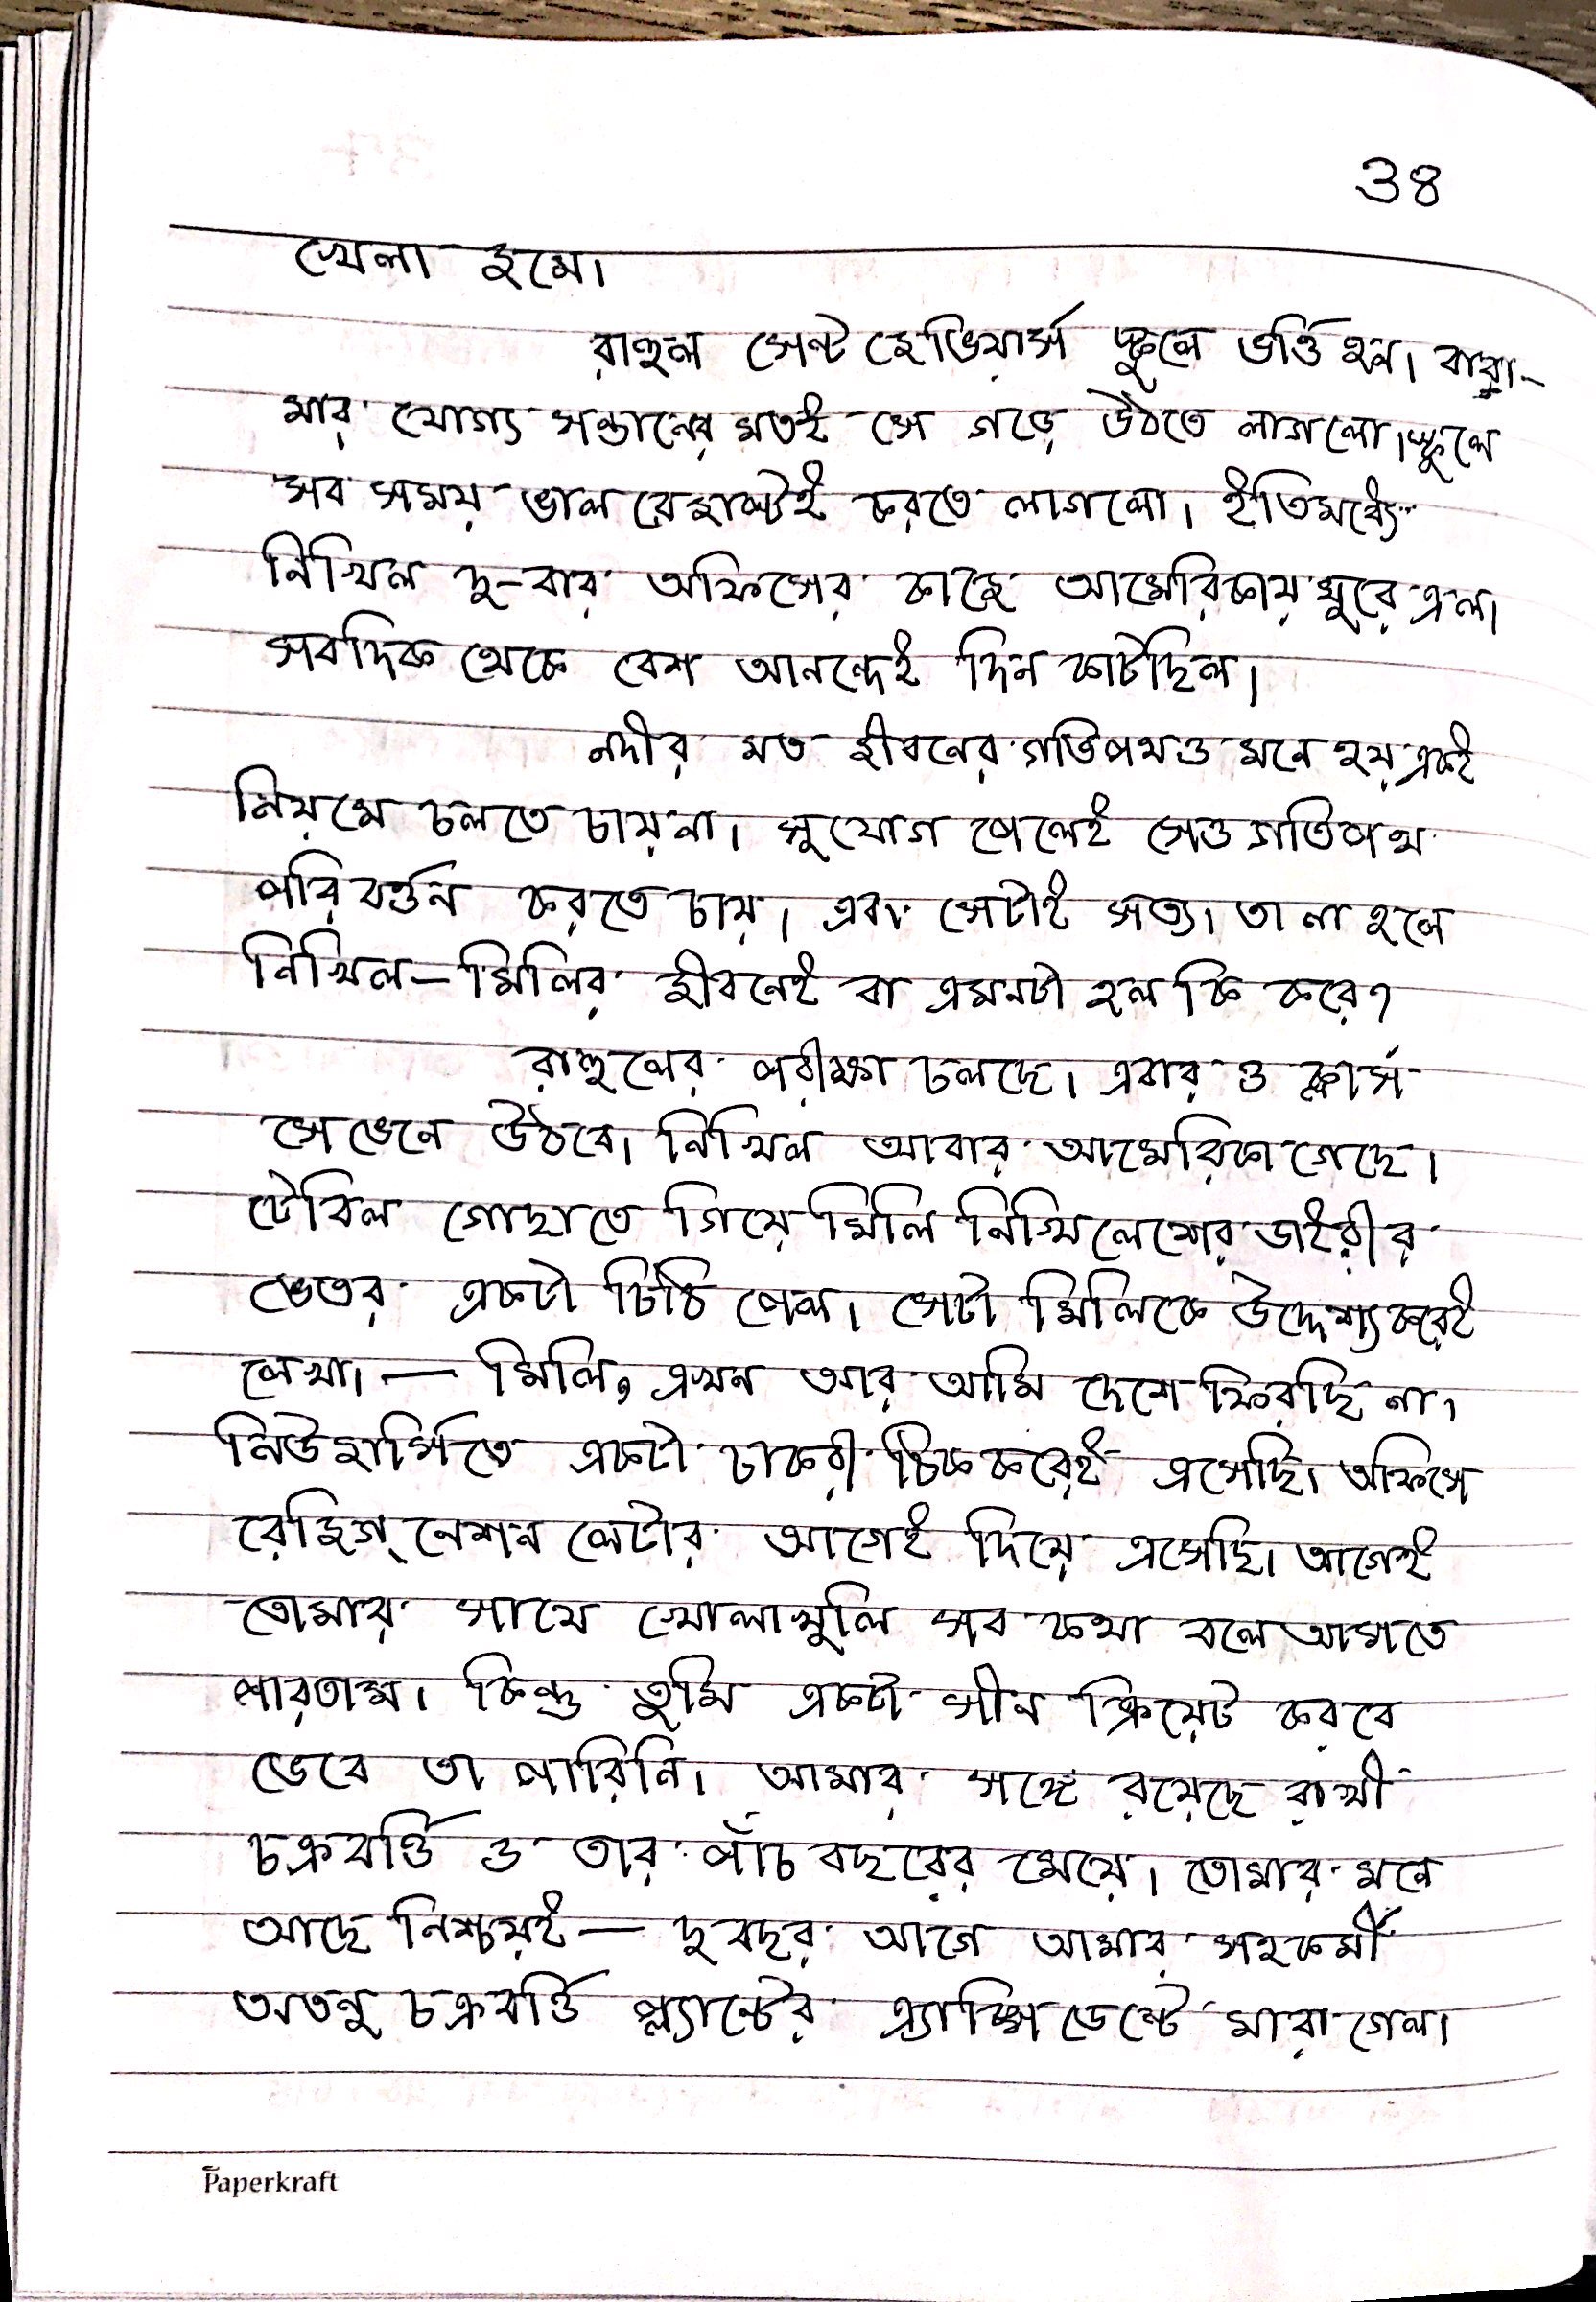 ৩৪
খেলা হবে।
রাহুল সেন্ট জেভিয়ার্স স্কুলে ভর্ত্তি হল। বাবা-
মার যোগ্য সন্তানের মতই সে গড়ে উঠতে লাগলো। স্কুলে
সব সময় ভাল রেজাল্টই করতে লাগলো। ইতিমধ্যে
নিখিল দু-বার অফিসের কাজে আমেরিকায় ঘুরে এল।
সবদিক থেকে বেশ আনন্দেই দিন কাটছিল।
নদীর মত জীবনের গতিপথও মনে হয় একই
নিয়মে চলতে চায়না। সুযোগ পেলেই সেও গতিপথ
পরিবর্ত্তন করতে চায়। এবং সেটাই সত্য। তা না হলে
নিখিল-মিলির জীবনেই বা এমনটা হল কি করে?
রাহুলের পরীক্ষা চলছে। এবার ও ক্লাস
সেভেনে উঠবে। নিখিল আবার আমেরিকা গেছে।
টেবিল গোছাতে গিয়ে মিলি নিখিলেশের ডাইরীর
ভেতর একটা চিঠি পেল। সেটা মিলিকে উদ্দেশ্য করেই
লেখা।— মিলি, এখন আর আমি দেশে ফিরছি না।
নিউজার্সিতে একটা চাকরী ঠিক করেই এসেছি। অফিসে
রেজিগ্‌নেশন লেটার আগেই দিয়ে এসেছি। আগেই
তোমায় সাথে খোলাখুলি সব কথা বলে আসতে
পারতাম। কিন্তু তুমি একটা সীন ক্রিয়েট করবে
ভেবে তা পারিনি। আমার সঙ্গে রয়েছে রাখী
চক্রবর্ত্তি ও তার পাঁচ বছরের মেয়ে। তোমার মনে
আছে নিশ্চয়ই— দু বছর আগে আমার সহকর্মী
অতনু চক্রবর্ত্তি প্ল্যান্টের এ্যাক্সিডেন্টে মারা গেল।
Paperkraft